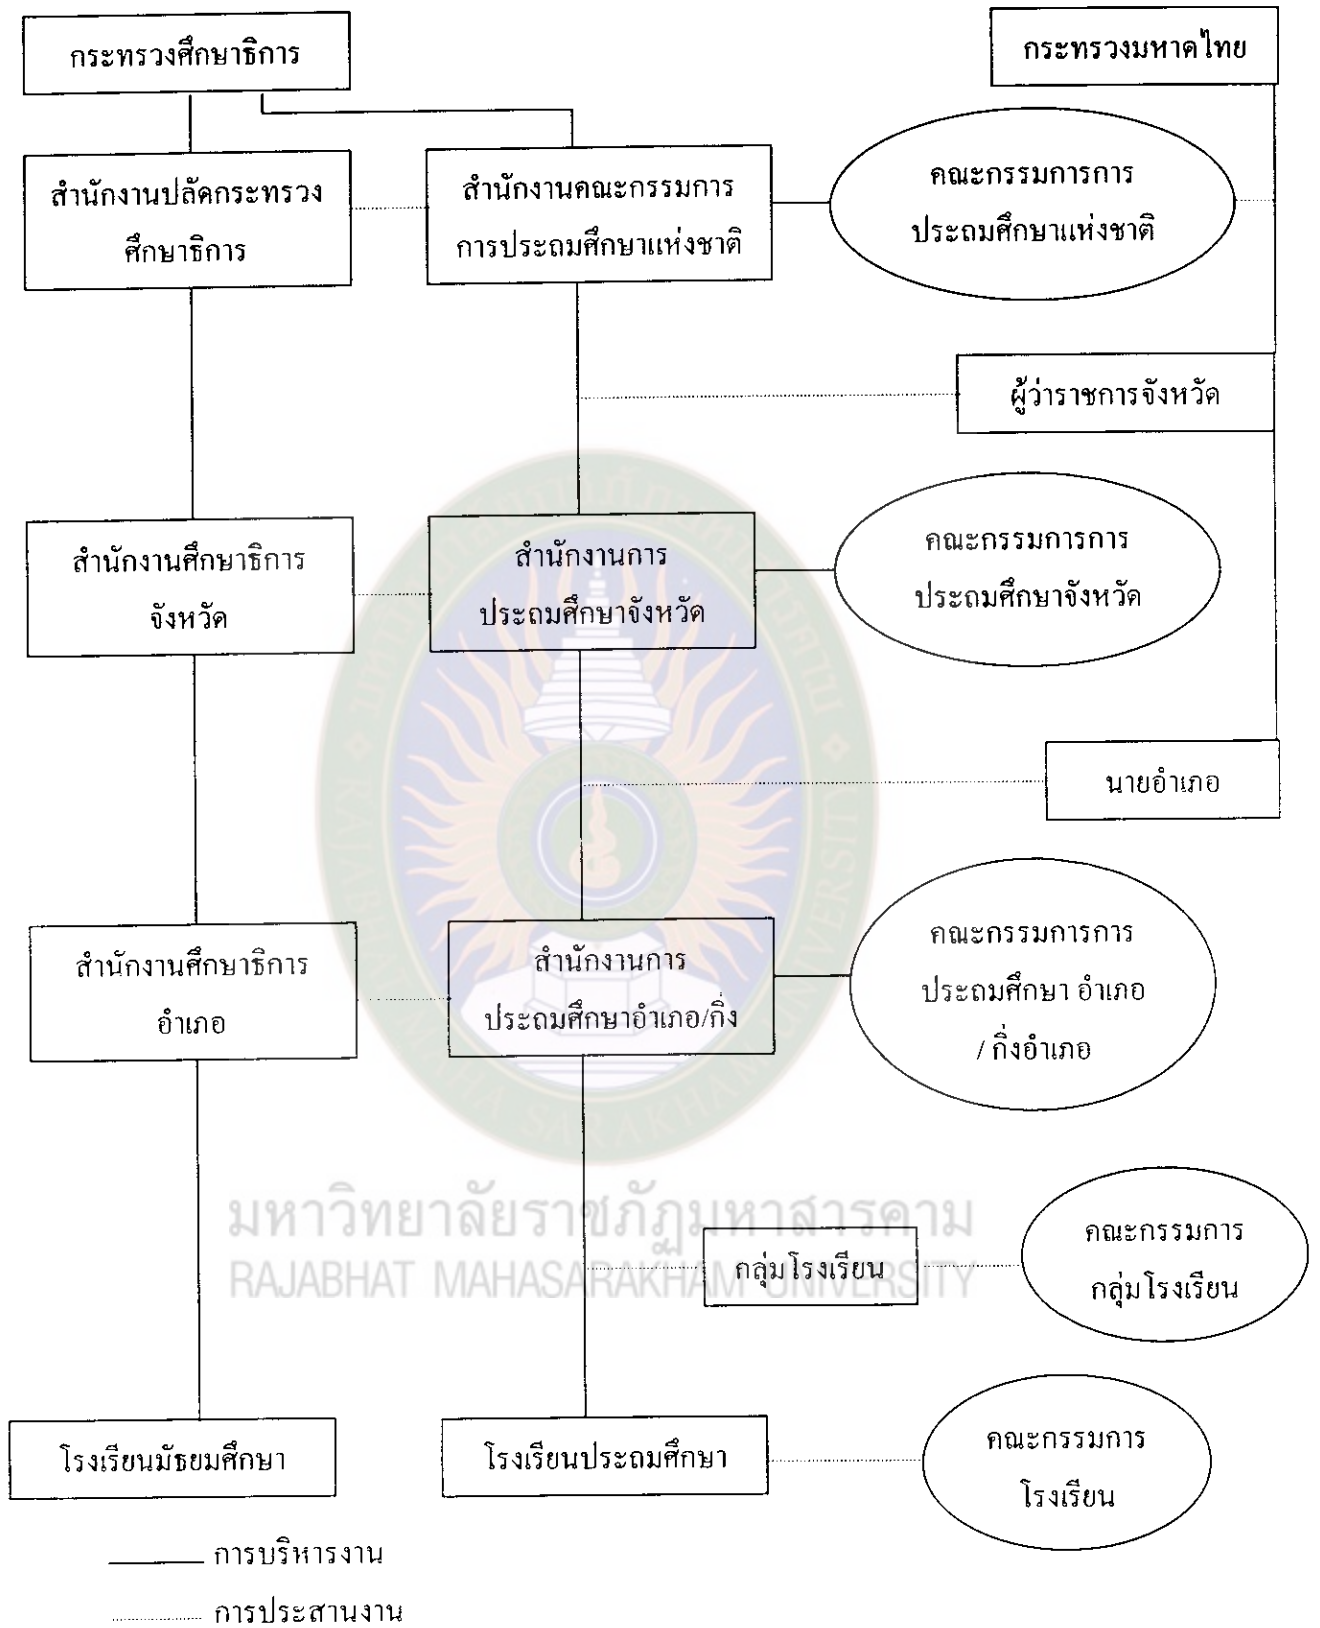 กระทรวงศึกษาธิการ
กระทรวงมหาดไทย
สำนักงานปลัดกระทรวง
ศึกษาธิการ
สำนักงานคณะกรรมการ
การประถมศึกษาแห่งชาติ
คณะกรรมการการ
ประถมศึกษาแห่งชาติ
ผู้ว่าราชการจังหวัด
สำนักงานศึกษาธิการ
จังหวัด
สำนักงานการ
ประถมศึกษาจังหวัด
คณะกรรมการการ
ประถมศึกษาจังหวัด
นายอำเภอ
สำนักงานศึกษาธิการ
อำเภอ
สำนักงานการ
ประถมศึกษาอำเภอ/กิ่ง
คณะกรรมการการ
ประถมศึกษา อำเภอ
/ กิ่งอำเภอ
มหาวิทยาลัยราชภัฏมหาสารคาม
RAJABHAT MAHASARAKHAM UNIVERSITY
กลุ่มโรงเรียน
คณะกรรมการ
กลุ่มโรงเรียน
โรงเรียนมัธยมศึกษา
โรงเรียนประถมศึกษา
คณะกรรมการ
โรงเรียน
การบริหารงาน
การประสานงาน